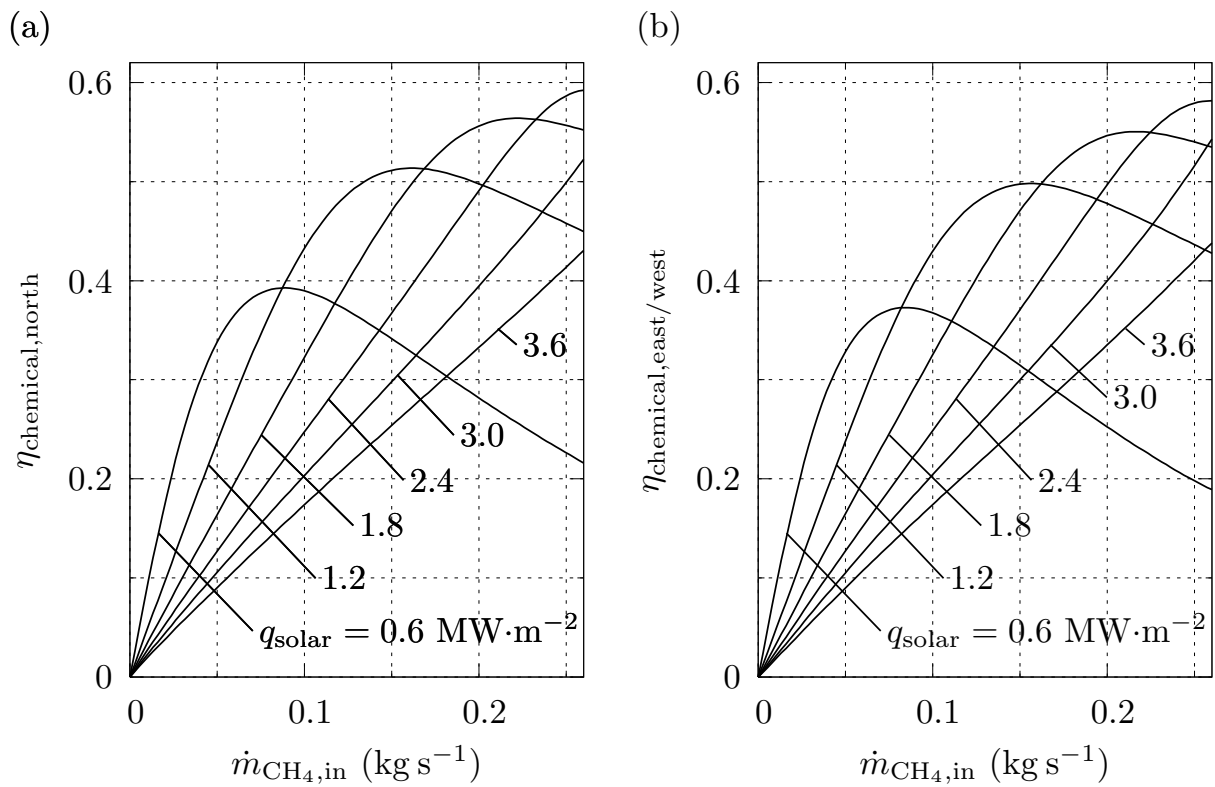 (a)
η_chemical,north
0.6
0.4
0.2
0
0 0.1 0.2
3.6
3.0
2.4
1.8
1.2
q_solar = 0.6 MW·m⁻²
ṁ_CH₄,in (kg s⁻¹)
(b)
η_chemical,east/west
0.6
0.4
0.2
0
0 0.1 0.2
3.6
3.0
2.4
1.8
1.2
q_solar = 0.6 MW·m⁻²
ṁ_CH₄,in (kg s⁻¹)